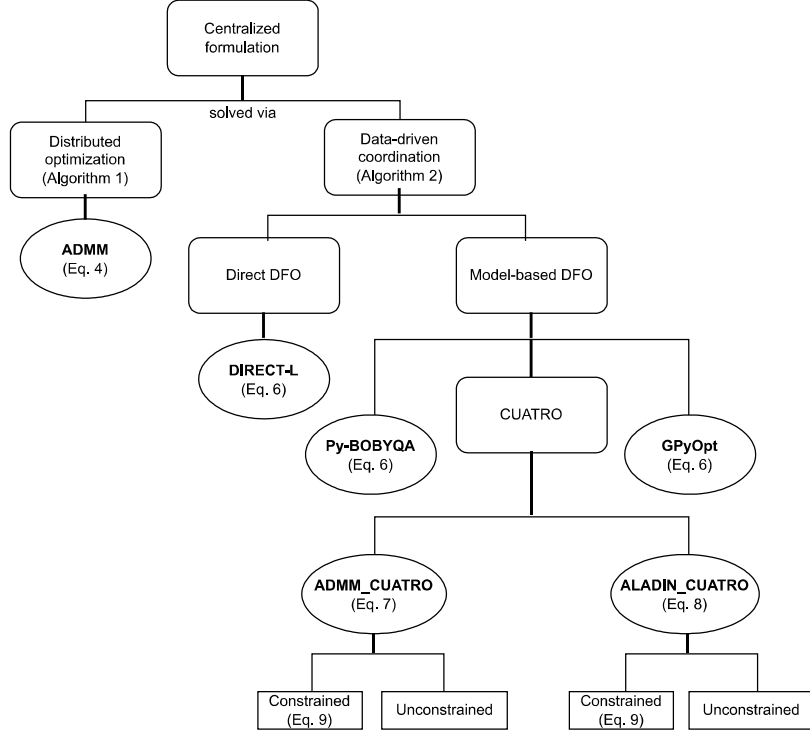 Centralized
formulation
solved via
Distributed
optimization
(Algorithm 1)
Data-driven
coordination
(Algorithm 2)
ADMM
(Eq. 4)
Direct DFO
Model-based DFO
DIRECT-L
(Eq. 6)
CUATRO
Py-BOBYQA
(Eq. 6)
GPyOpt
(Eq. 6)
ADMM_CUATRO
(Eq. 7)
ALADIN_CUATRO
(Eq. 8)
Constrained
(Eq. 9)
Unconstrained
Constrained
(Eq. 9)
Unconstrained